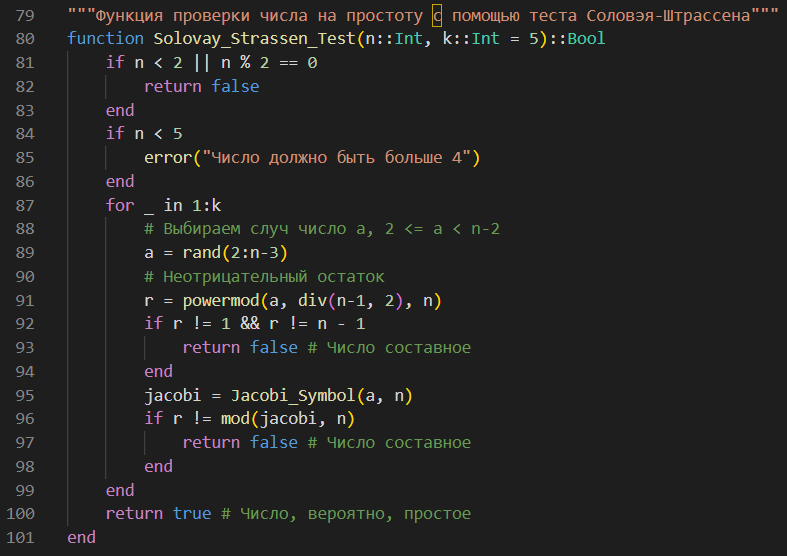 79 """Функция проверки числа на простоту с помощью теста Соловэя-Штрассена"""
80 function Solovay_Strassen_Test(n::Int, k::Int = 5)::Bool
81     if n < 2 || n % 2 == 0
82         return false
83     end
84     if n < 5
85         error("Число должно быть больше 4")
86     end
87     for _ in 1:k
88         # Выбираем случ число a, 2 <= a < n-2
89         a = rand(2:n-3)
90         # Неотрицательный остаток
91         r = powermod(a, div(n-1, 2), n)
92         if r != 1 && r != n - 1
93             return false # Число составное
94         end
95         jacobi = Jacobi_Symbol(a, n)
96         if r != mod(jacobi, n)
97             return false # Число составное
98         end
99     end
100     return true # Число, вероятно, простое
101 end